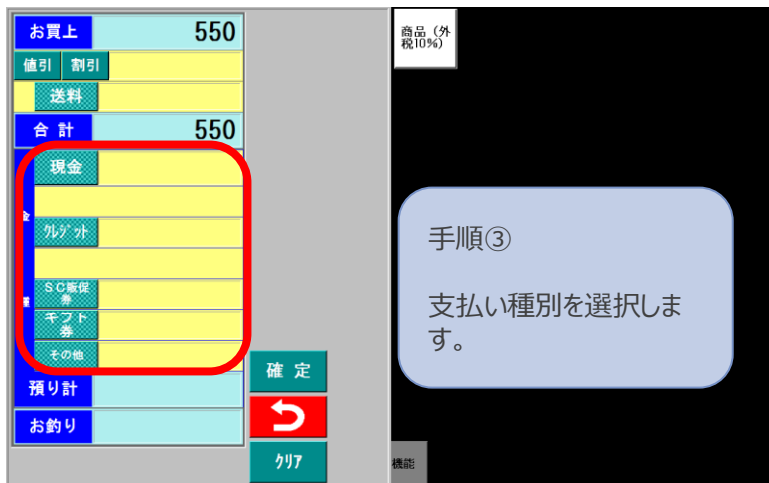 お買上 550
値引 割引
送料
合 計 550
現金
金
クレジット
SC販促
券
ギフト
券
その他
預り計
お釣り
確 定
クリア
商品（外
税10%）
手順③
支払い種別を選択しま
す。
機能